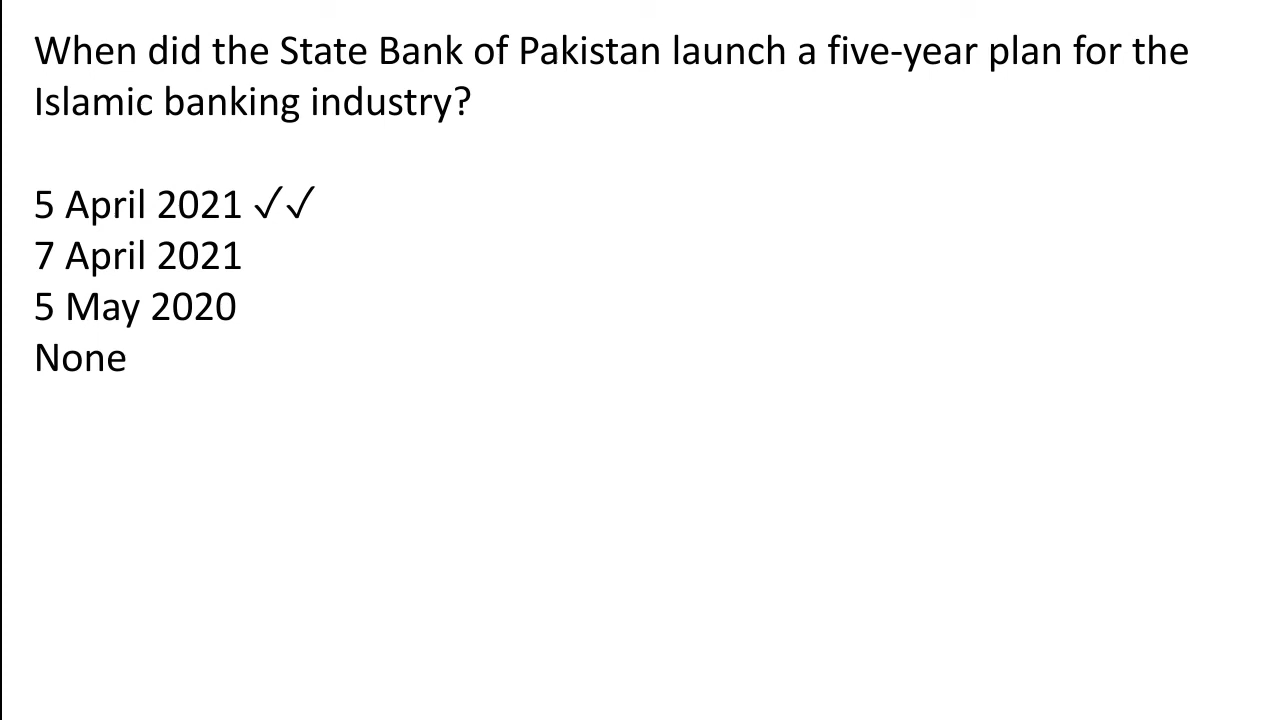 When did the State Bank of Pakistan launch a five-year plan for the
Islamic banking industry?
5 April 2021 ✓✓
7 April 2021
5 May 2020
None